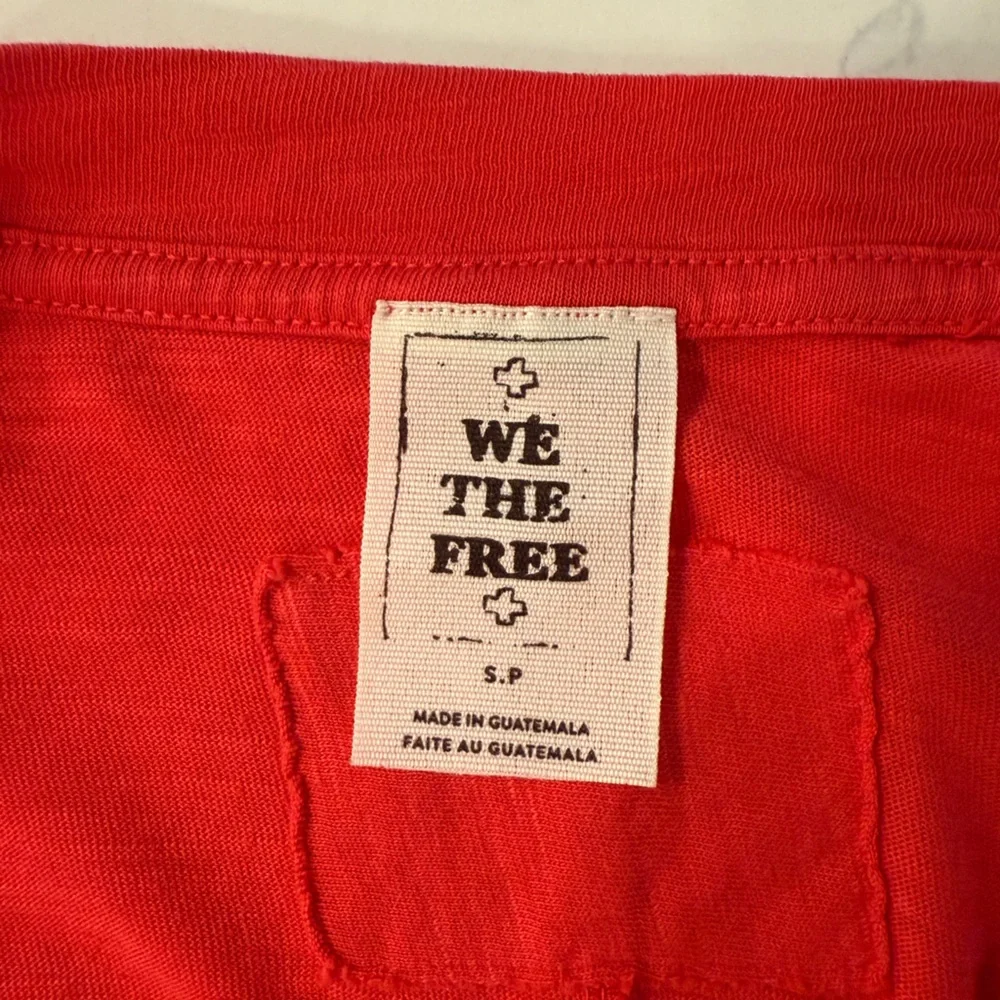 WE
THE
FREE
S.P
MADE IN GUATEMALA
FAITE AU GUATEMALA